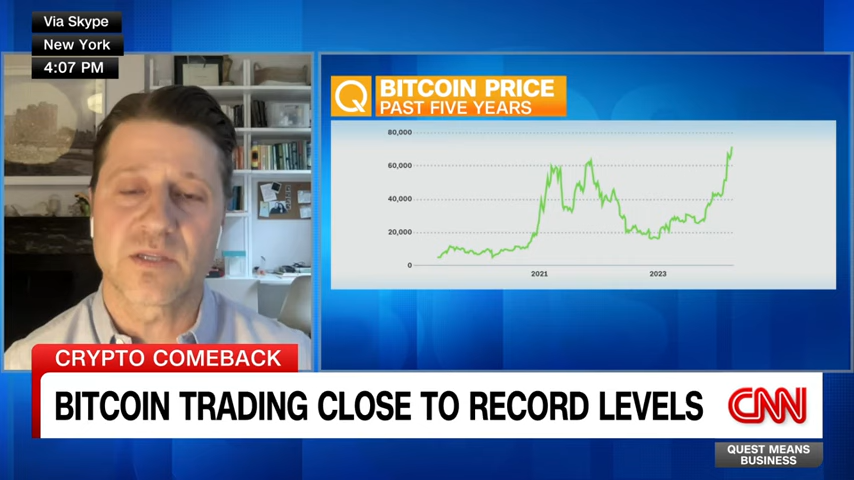 Via Skype
New York
4:07 PM
Q
BITCOIN PRICE
PAST FIVE YEARS
80,000
60,000
40,000
20,000
0
2021
2023
CRYPTO COMEBACK
BITCOIN TRADING CLOSE TO RECORD LEVELS
CNN
QUEST MEANS
BUSINESS